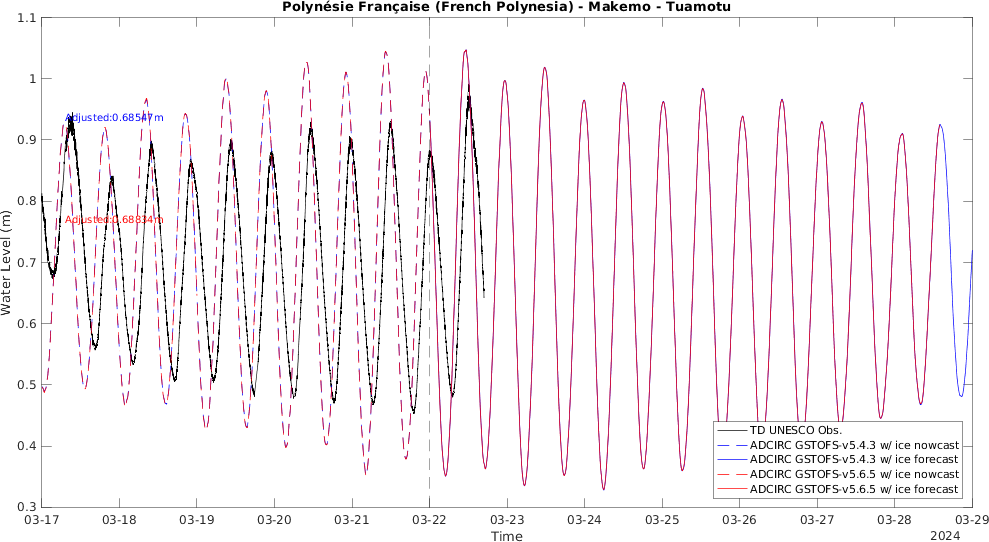 Polynésie Française (French Polynesia) - Makemo - Tuamotu
1.1
1
0.9
0.8
0.7
0.6
0.5
0.4
0.3
Water Level (m)
Adjusted:0.68547m
Adjusted:0.68834m
TD UNESCO Obs.
ADCIRC GSTOFS-v5.4.3 w/ ice nowcast
ADCIRC GSTOFS-v5.4.3 w/ ice forecast
ADCIRC GSTOFS-v5.6.5 w/ ice nowcast
ADCIRC GSTOFS-v5.6.5 w/ ice forecast
03-17 03-18 03-19 03-20 03-21 03-22 03-23 03-24 03-25 03-26 03-27 03-28 03-29
Time
2024